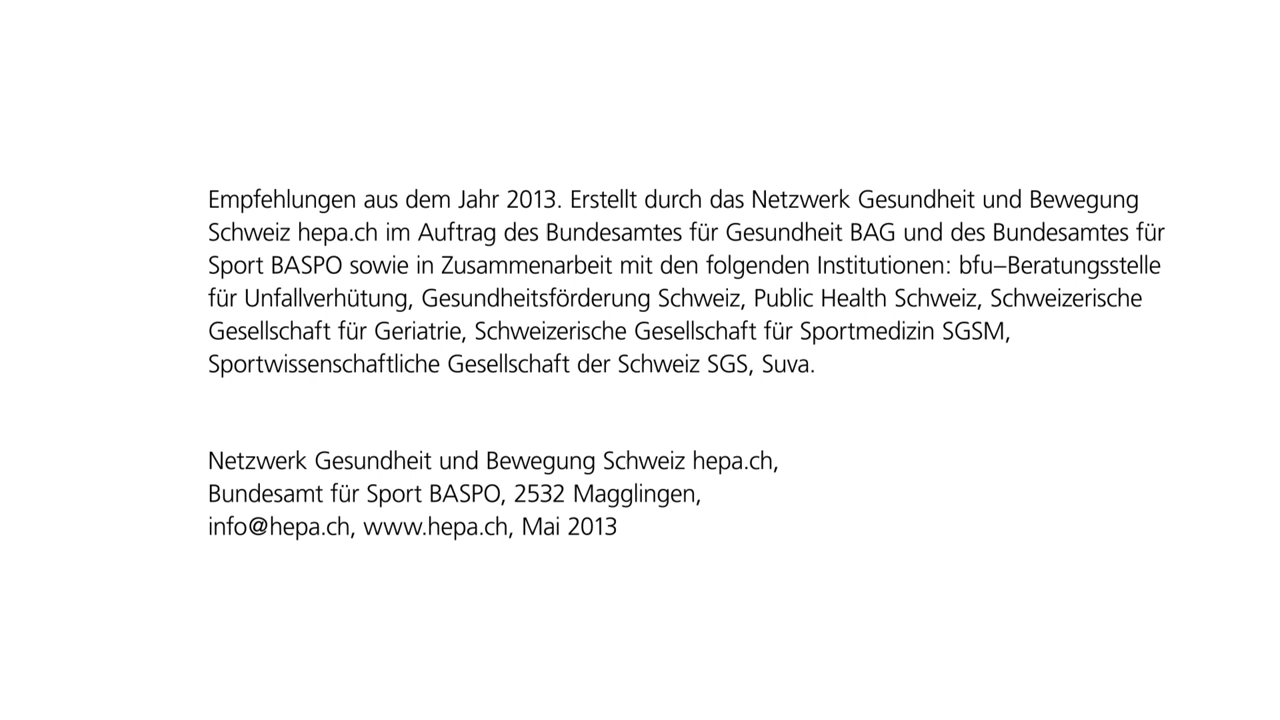 Empfehlungen aus dem Jahr 2013. Erstellt durch das Netzwerk Gesundheit und Bewegung
Schweiz hepa.ch im Auftrag des Bundesamtes für Gesundheit BAG und des Bundesamtes für
Sport BASPO sowie in Zusammenarbeit mit den folgenden Institutionen: bfu–Beratungsstelle
für Unfallverhütung, Gesundheitsförderung Schweiz, Public Health Schweiz, Schweizerische
Gesellschaft für Geriatrie, Schweizerische Gesellschaft für Sportmedizin SGSM,
Sportwissenschaftliche Gesellschaft der Schweiz SGS, Suva.
Netzwerk Gesundheit und Bewegung Schweiz hepa.ch,
Bundesamt für Sport BASPO, 2532 Magglingen,
info@hepa.ch, www.hepa.ch, Mai 2013